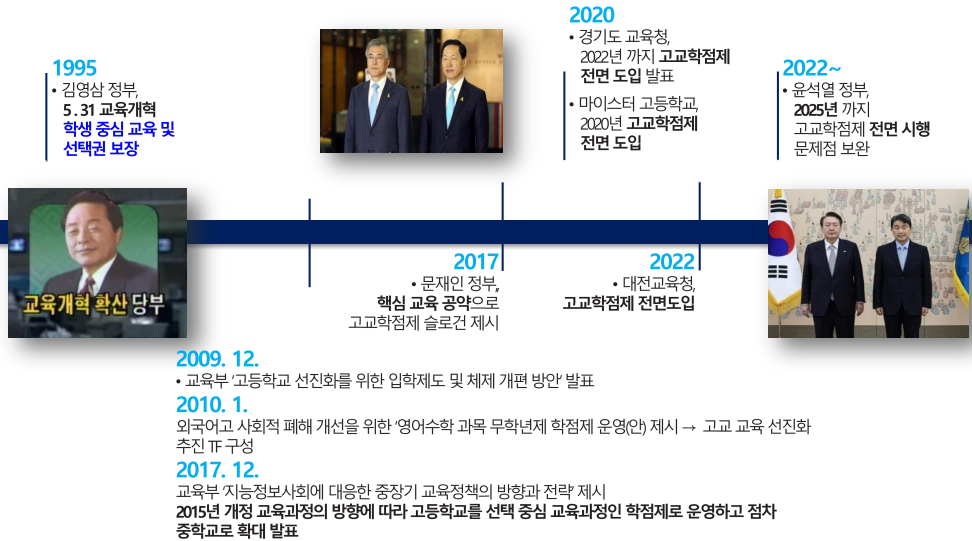 1995
• 김영삼 정부,
5 . 31 교육개혁
학생 중심 교육 및
선택권 보장
2020
• 경기도 교육청,
2022년 까지 고교학점제
전면 도입 발표
• 마이스터 고등학교,
2020년 고교학점제
전면 도입
2022~
• 윤석열 정부,
2025년 까지
고교학점제 전면 시행
문제점 보완
교육개혁 확산 당부
2017
• 문재인 정부,
핵심 교육 공약으로
고교학점제 슬로건 제시
2022
• 대전교육청,
고교학점제 전면도입
2009. 12.
• 교육부 '고등학교 선진화를 위한 입학제도 및 체제 개편 방안' 발표
2010. 1.
외국어고 사회적 폐해 개선을 위한 '영어수학 과목 무학년제 학점제 운영(안) 제시 → 고교 교육 선진화
추진 TF 구성
2017. 12.
교육부 '지능정보사회에 대응한 중장기 교육정책의 방향과 전략' 제시
2015년 개정 교육과정의 방향에 따라 고등학교를 선택 중심 교육과정인 학점제로 운영하고 점차
중학교로 확대 발표